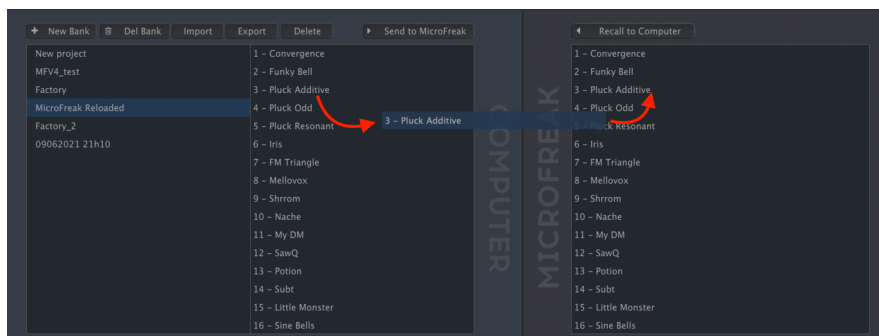 + New Bank Del Bank Import Export Delete Send to MicroFreak
New project
MFV4_test
Factory
MicroFreak Reloaded
Factory_2
09062021 21h10
1 – Convergence
2 – Funky Bell
3 – Pluck Additive
4 – Pluck Odd
5 – Pluck Resonant
6 – Iris
7 – FM Triangle
8 – Mellovox
9 – Shrrom
10 – Nache
11 – My DM
12 – SawQ
13 – Potion
14 – Subt
15 – Little Monster
16 – Sine Bells
3 – Pluck Additive
COMPUTER
MICROFREAK
Recall to Computer
1 – Convergence
2 – Funky Bell
3 – Pluck Additive
4 – Pluck Odd
5 – Pluck Resonant
6 – Iris
7 – FM Triangle
8 – Mellovox
9 – Shrrom
10 – Nache
11 – My DM
12 – SawQ
13 – Potion
14 – Subt
15 – Little Monster
16 – Sine Bells